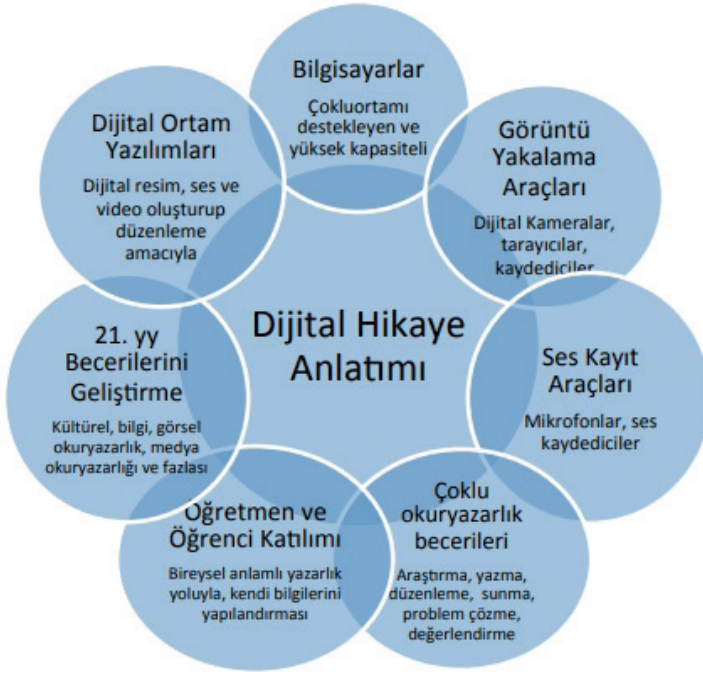 Bilgisayarlar
Çokluortamı
destekleyen ve
yüksek kapasiteli
Görüntü
Yakalama
Araçları
Dijital Kameralar,
tarayıcılar,
kaydediciler
Ses Kayıt
Araçları
Mikrofonlar, ses
kaydediciler
Çoklu
okuryazarlık
becerileri
Araştırma, yazma,
düzenleme, sunma,
problem çözme,
değerlendirme
Öğretmen ve
Öğrenci Katılımı
Bireysel anlamlı yazarlık
yoluyla, kendi bilgilerini
yapılandırması
21. yy
Becerilerini
Geliştirme
Kültürel, bilgi, görsel
okuryazarlık, medya
okuryazarlığı ve fazlası
Dijital Ortam
Yazılımları
Dijital resim, ses ve
video oluşturup
düzenleme
amacıyla
Dijital Hikaye
Anlatımı